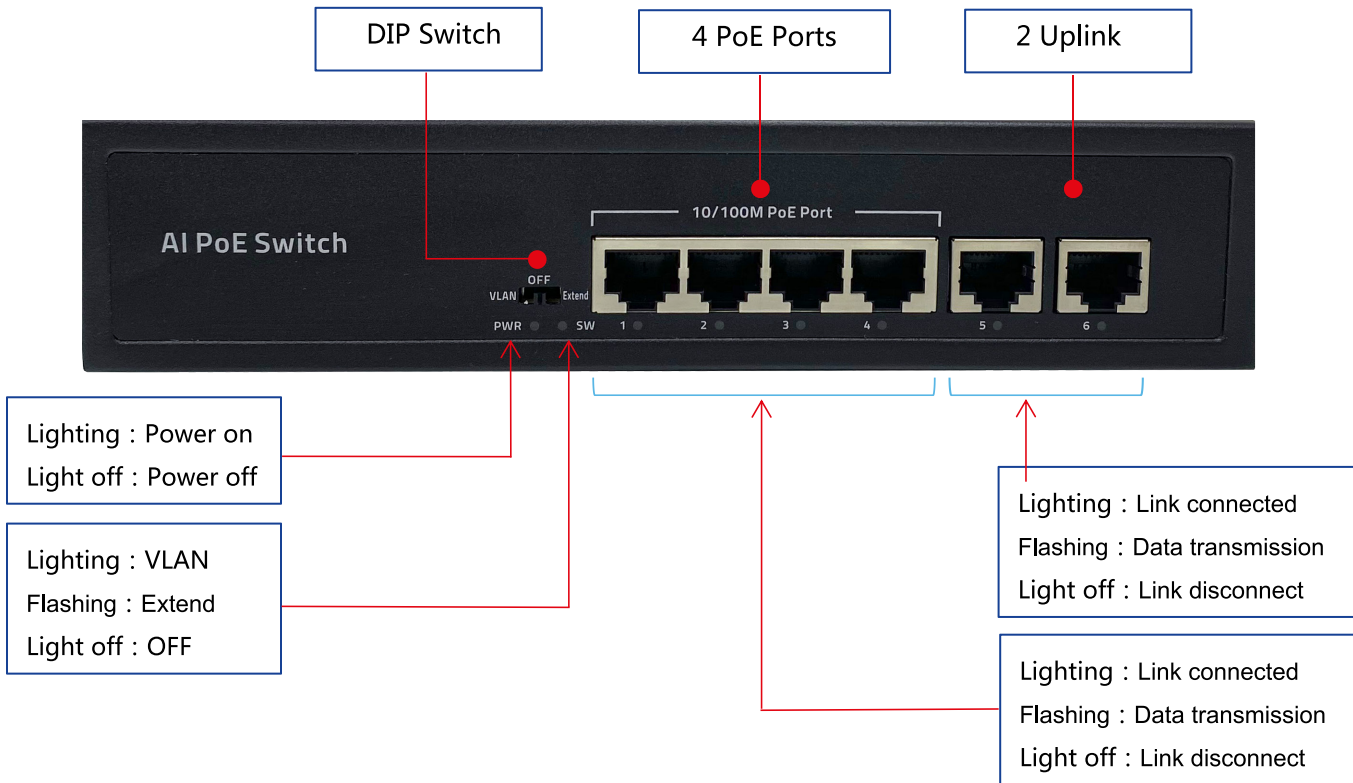 DIP Switch
4 PoE Ports
2 Uplink
10/100M PoE Port
AI PoE Switch
OFF
VLAN
Extend
PWR
SW
1
2
3
4
5
6
Lighting：Power on
Light off：Power off
Lighting：VLAN
Flashing：Extend
Light off：OFF
Lighting：Link connected
Flashing：Data transmission
Light off：Link disconnect
Lighting：Link connected
Flashing：Data transmission
Light off：Link disconnect